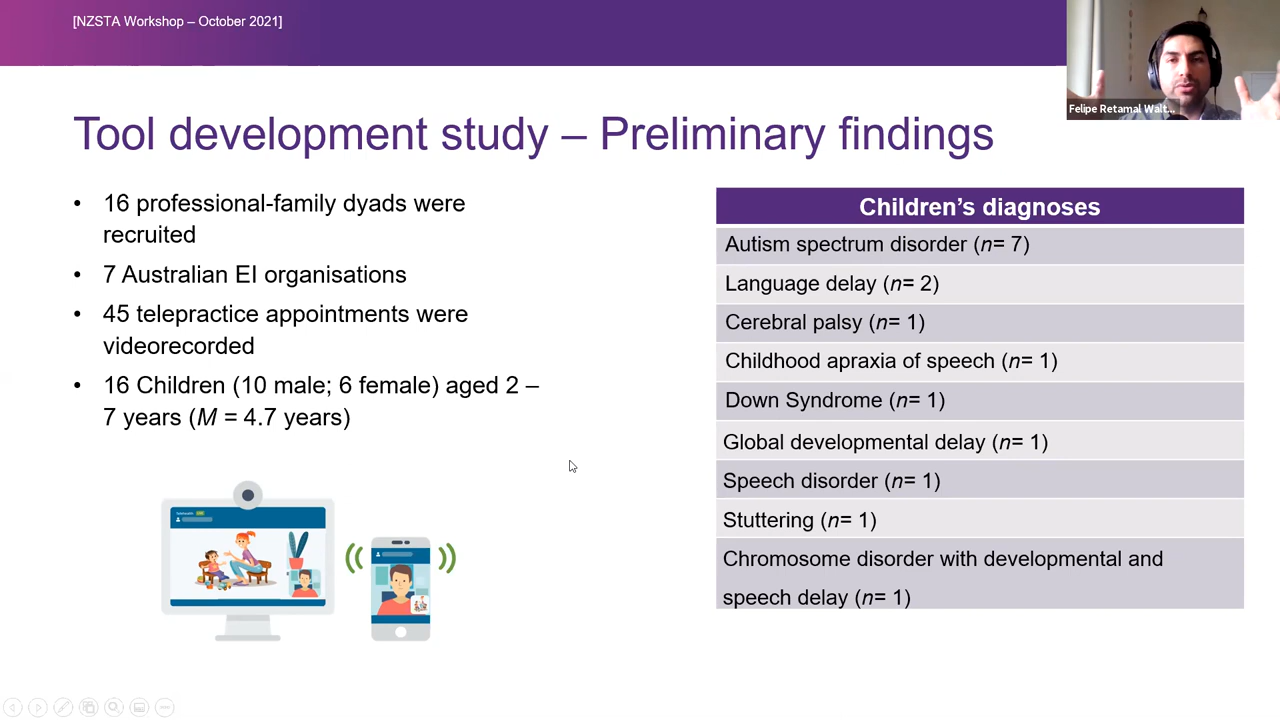 [NZSTA Workshop – October 2021]
Felipe Retamal Walt...
Tool development study – Preliminary findings
• 16 professional-family dyads were
recruited
• 7 Australian EI organisations
• 45 telepractice appointments were
videorecorded
• 16 Children (10 male; 6 female) aged 2 –
7 years (M = 4.7 years)
Children’s diagnoses
Autism spectrum disorder (n= 7)
Language delay (n= 2)
Cerebral palsy (n= 1)
Childhood apraxia of speech (n= 1)
Down Syndrome (n= 1)
Global developmental delay (n= 1)
Speech disorder (n= 1)
Stuttering (n= 1)
Chromosome disorder with developmental and
speech delay (n= 1)